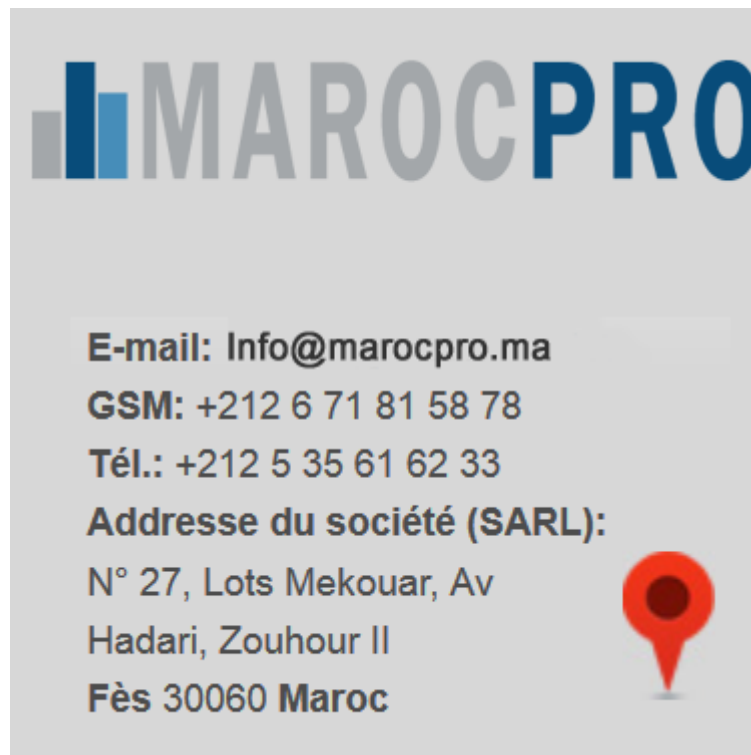 MAROCPRO
E-mail: Info@marocpro.ma
GSM: +212 6 71 81 58 78
Tél.: +212 5 35 61 62 33
Addresse du société (SARL):
N° 27, Lots Mekouar, Av
Hadari, Zouhour II
Fès 30060 Maroc